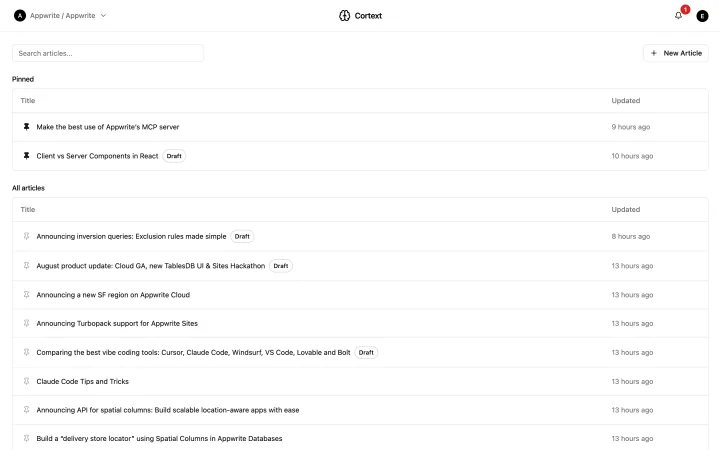 A Appwrite / Appwrite
Cortext
1
E
Search articles...
+ New Article
Pinned
Title Updated
Make the best use of Appwrite's MCP server 9 hours ago
Client vs Server Components in React Draft 10 hours ago
All articles
Title Updated
Announcing inversion queries: Exclusion rules made simple Draft 8 hours ago
August product update: Cloud GA, new TablesDB UI & Sites Hackathon Draft 13 hours ago
Announcing a new SF region on Appwrite Cloud 13 hours ago
Announcing Turbopack support for Appwrite Sites 13 hours ago
Comparing the best vibe coding tools: Cursor, Claude Code, Windsurf, VS Code, Lovable and Bolt Draft 13 hours ago
Claude Code Tips and Tricks 13 hours ago
Announcing API for spatial columns: Build scalable location-aware apps with ease 13 hours ago
Build a “delivery store locator” using Spatial Columns in Appwrite Databases 13 hours ago